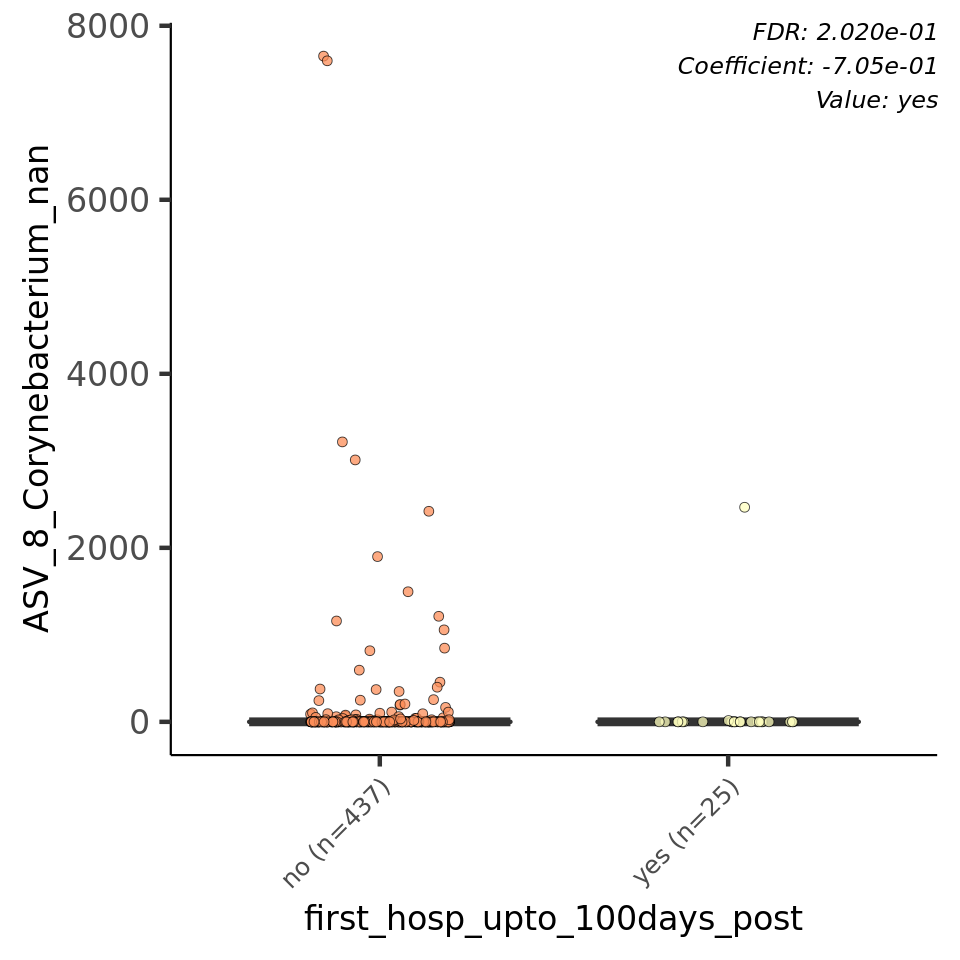 FDR: 2.020e-01
Coefficient: -7.05e-01
Value: yes
ASV_8_Corynebacterium_nan
8000
6000
4000
2000
0
no (n=437)
yes (n=25)
first_hosp_upto_100days_post